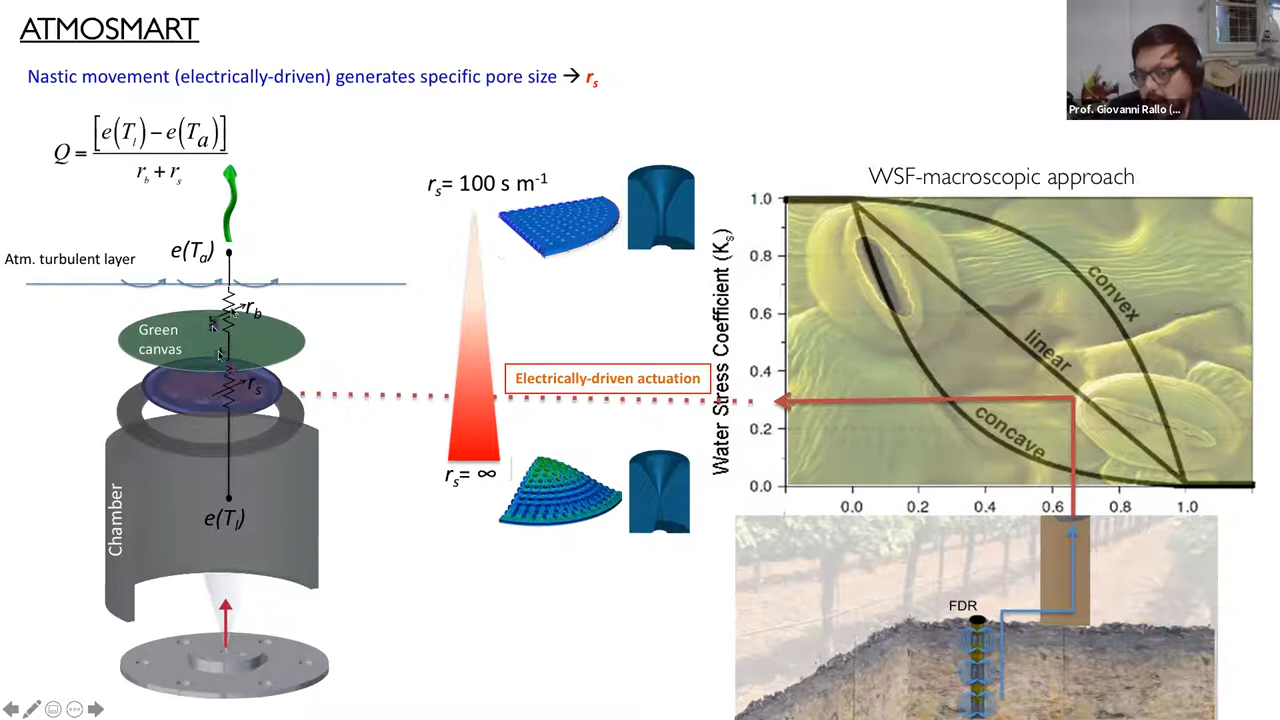 ATMOSMART
Nastic movement (electrically-driven) generates specific pore size → rs
Prof. Giovanni Rallo (...
Q = [e(Tl) − e(Ta)] / rb + rs
WSF-macroscopic approach
rs= 100 s m-1
e(Ta)
Atm. turbulent layer
rb
Green
canvas
rs
Electrically-driven actuation
rs= ∞
Chamber
e(Tl)
Water Stress Coefficient (Ks)
1.0
0.8
0.6
0.4
0.2
0.0
convex
linear
concave
0.0 0.2 0.4 0.6 0.8 1.0
FDR